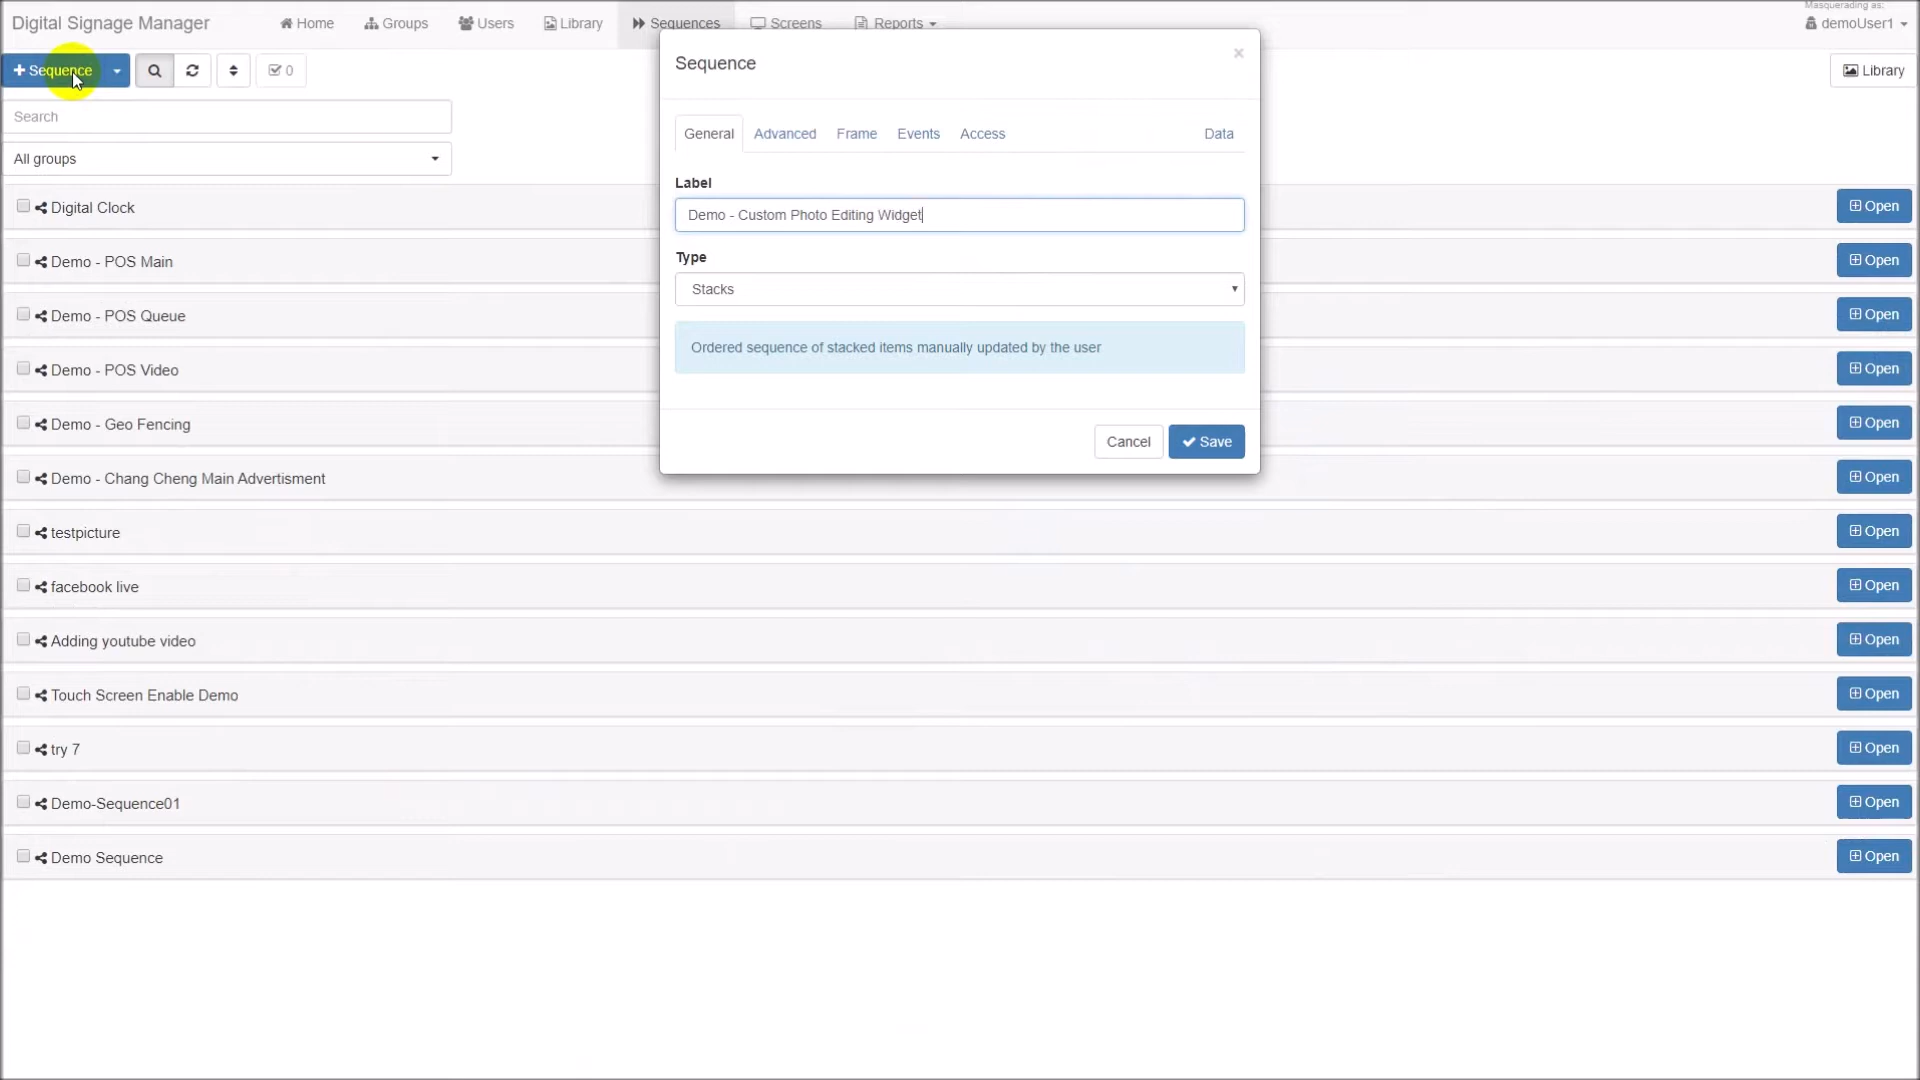 Masquerading as:
Digital Signage Manager Home Groups Users Library Sequences Screens Reports demoUser1
Sequence 0 Library
Search
All groups
Sequence ×
General Advanced Frame Events Access Data
Label
Demo - Custom Photo Editing Widget
Type
Stacks
Ordered sequence of stacked items manually updated by the user
Cancel Save
Digital Clock Open
Demo - POS Main Open
Demo - POS Queue Open
Demo - POS Video Open
Demo - Geo Fencing Open
Demo - Chang Cheng Main Advertisment Open
testpicture Open
facebook live Open
Adding youtube video Open
Touch Screen Enable Demo Open
try 7 Open
Demo-Sequence01 Open
Demo Sequence Open